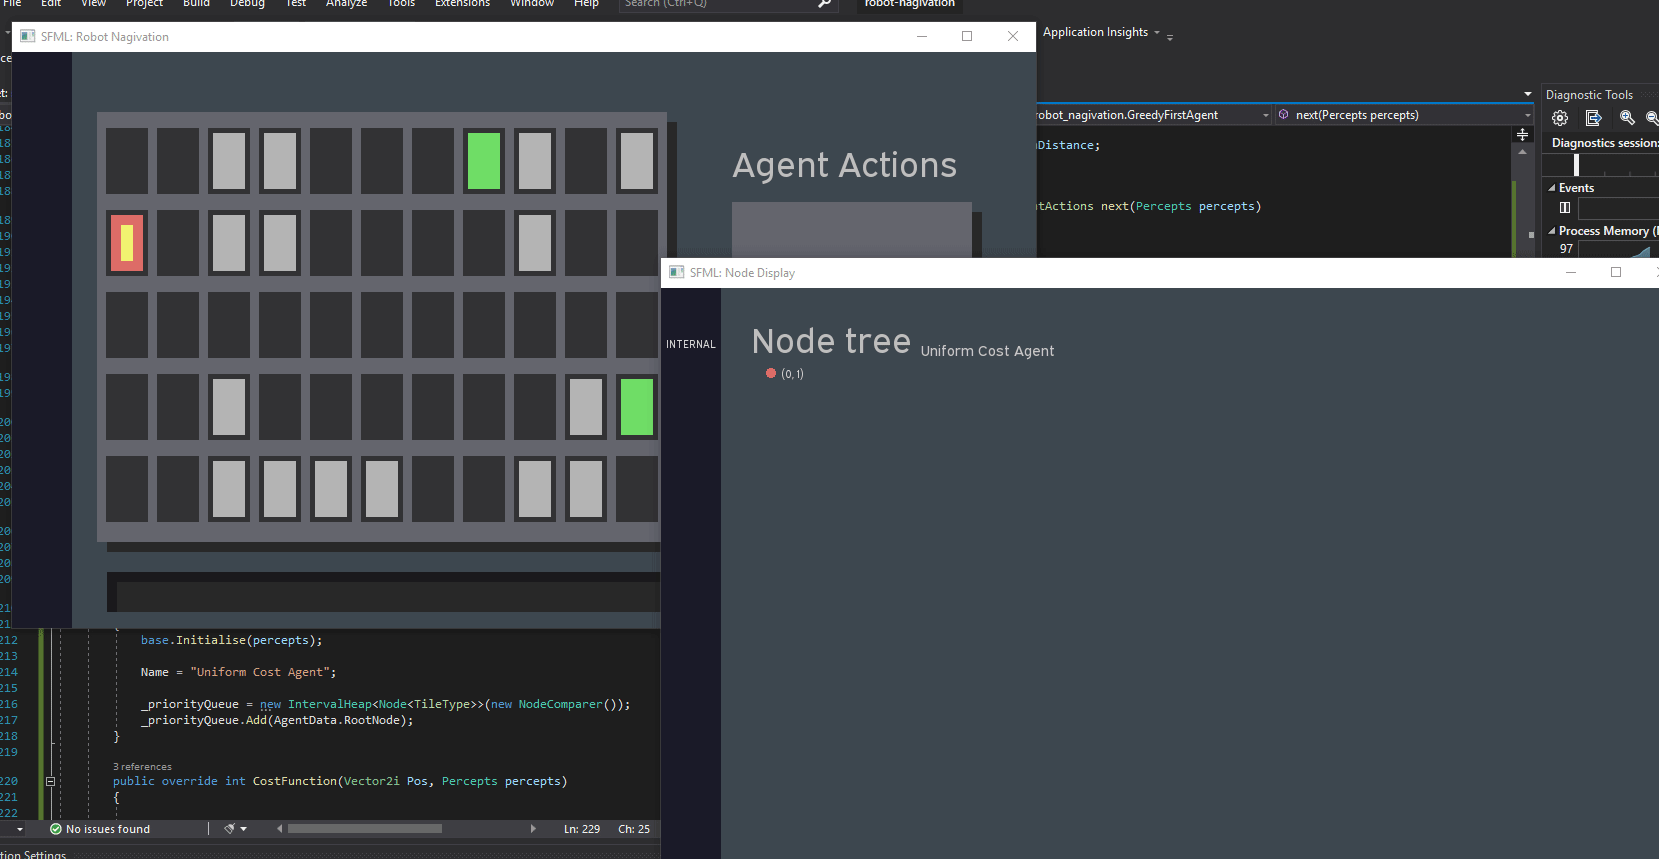 File Edit View Project Build Debug Test Analyze Tools Extensions Window Help Search (Ctrl+Q) robot-nagivation
SFML: Robot Nagivation
Application Insights
Diagnostic Tools
robot_nagivation.GreedyFirstAgent next(Percepts percepts)
Distance;
Diagnostics session:
Agent Actions
Events
tActions next(Percepts percepts)
Process Memory (
97
SFML: Node Display
INTERNAL
Node tree Uniform Cost Agent
(0,1)
212 base.Initialise(percepts);
213
214 Name = "Uniform Cost Agent";
215
216 _priorityQueue = new IntervalHeap<Node<TileType>>(new NodeComparer());
217 _priorityQueue.Add(AgentData.RootNode);
218 }
219
3 references
220 public override int CostFunction(Vector2i Pos, Percepts percepts)
221 {
222
No issues found Ln: 229 Ch: 25
tion Settings